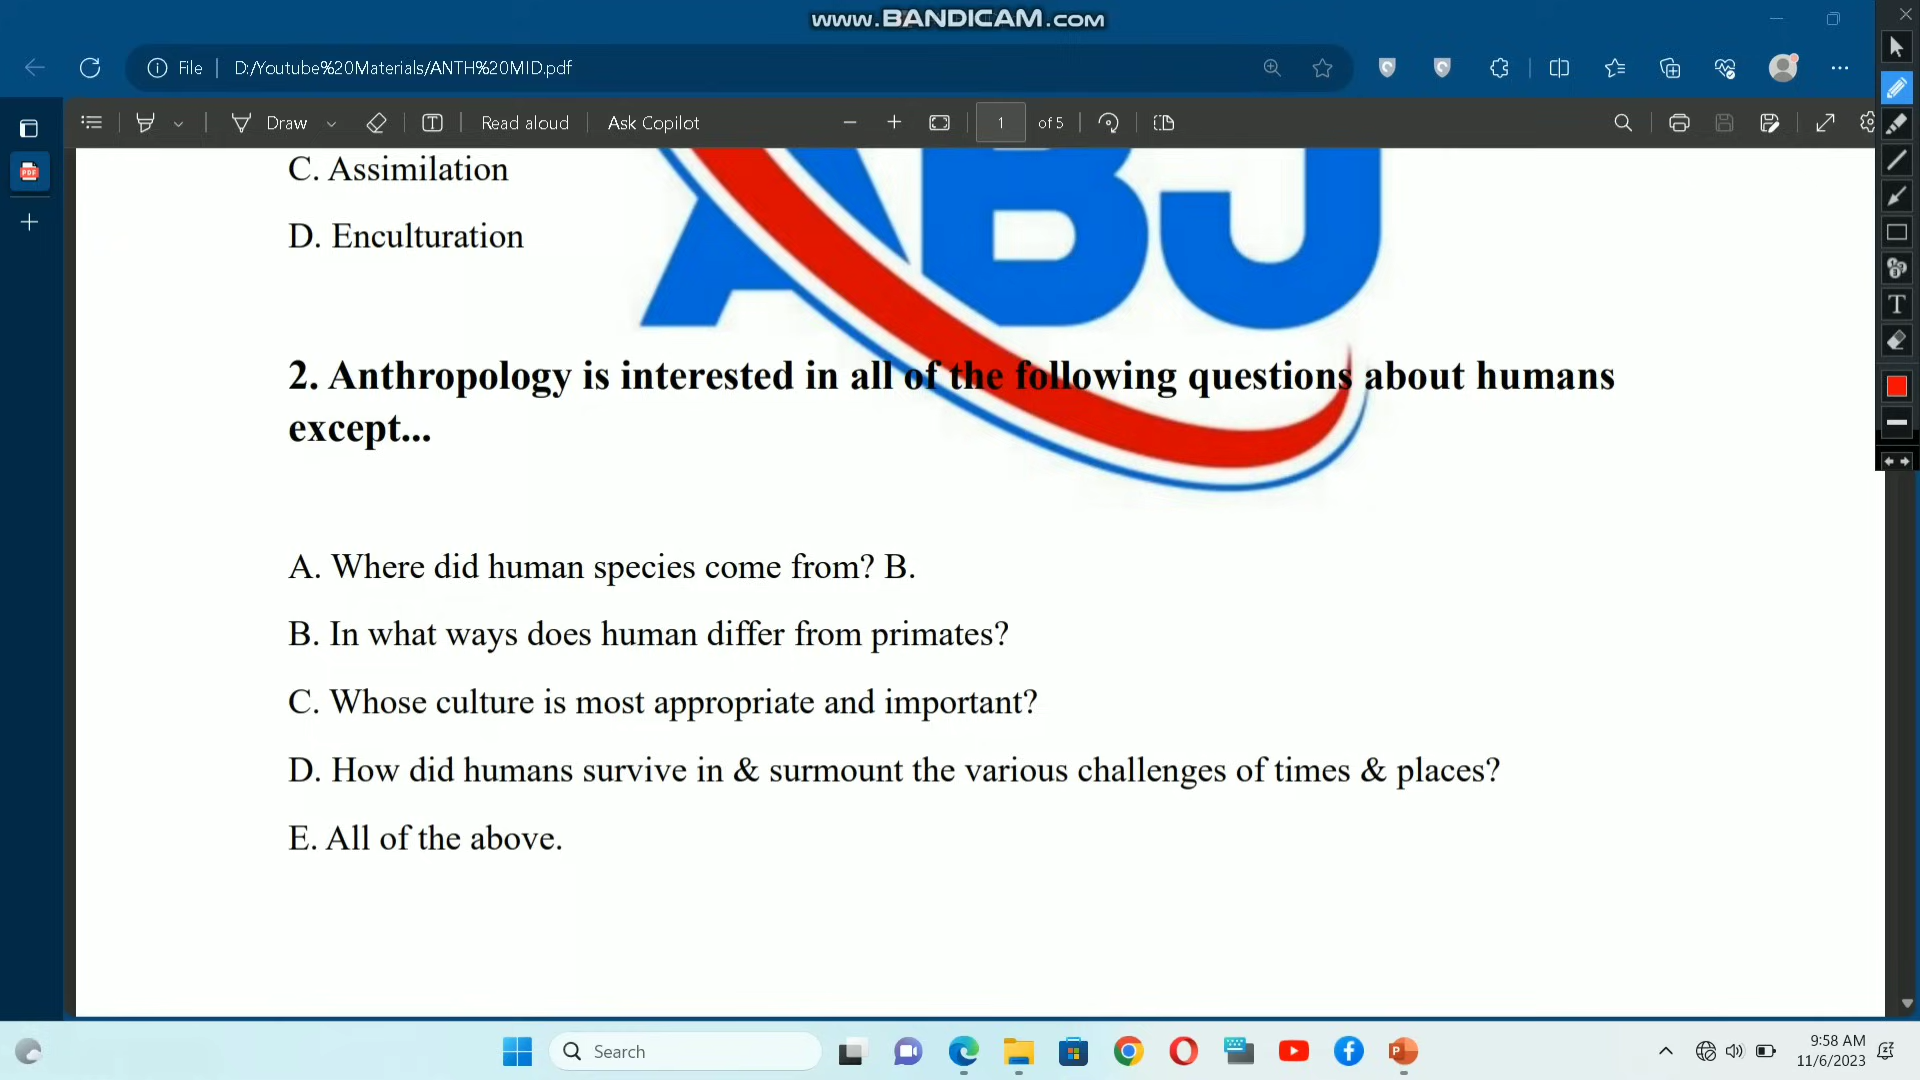 www.BANDICAM.com
File D:/Youtube%20Materials/ANTH%20MID.pdf
Draw Read aloud Ask Copilot 1 of 5
C. Assimilation
D. Enculturation
ABJ
2. Anthropology is interested in all of the following questions about humans
except...
A. Where did human species come from? B.
B. In what ways does human differ from primates?
C. Whose culture is most appropriate and important?
D. How did humans survive in & surmount the various challenges of times & places?
E. All of the above.
Search
9:58 AM
11/6/2023